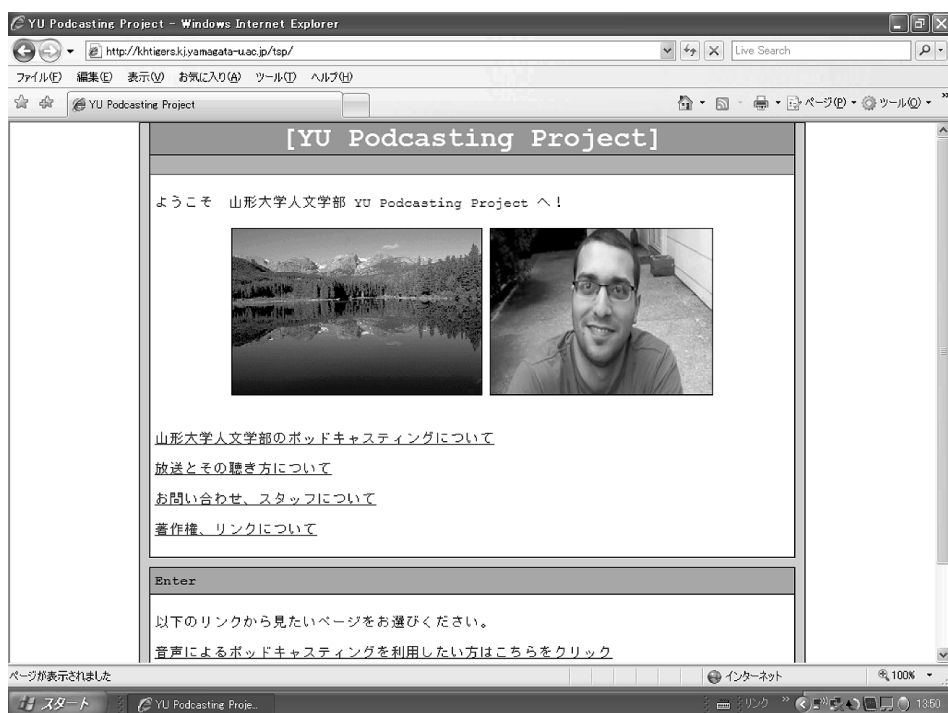 YU Podcasting Project - Windows Internet Explorer
http://khtigers.kj.yamagata-u.ac.jp/tsp/
Live Search
ファイル(F) 編集(E) 表示(V) お気に入り(A) ツール(T) ヘルプ(H)
YU Podcasting Project
ページ(P) ツール(O)
[YU Podcasting Project]
ようこそ 山形大学人文学部 YU Podcasting Project へ!
山形大学人文学部のポッドキャスティングについて
放送とその聴き方について
お問い合わせ、スタッフについて
著作権、リンクについて
Enter
以下のリンクから見たいページをお選びください。
音声によるポッドキャスティングを利用したい方はこちらをクリック
ページが表示されました
インターネット
100%
スタート
YU Podcasting Proje...
リンク
13:50